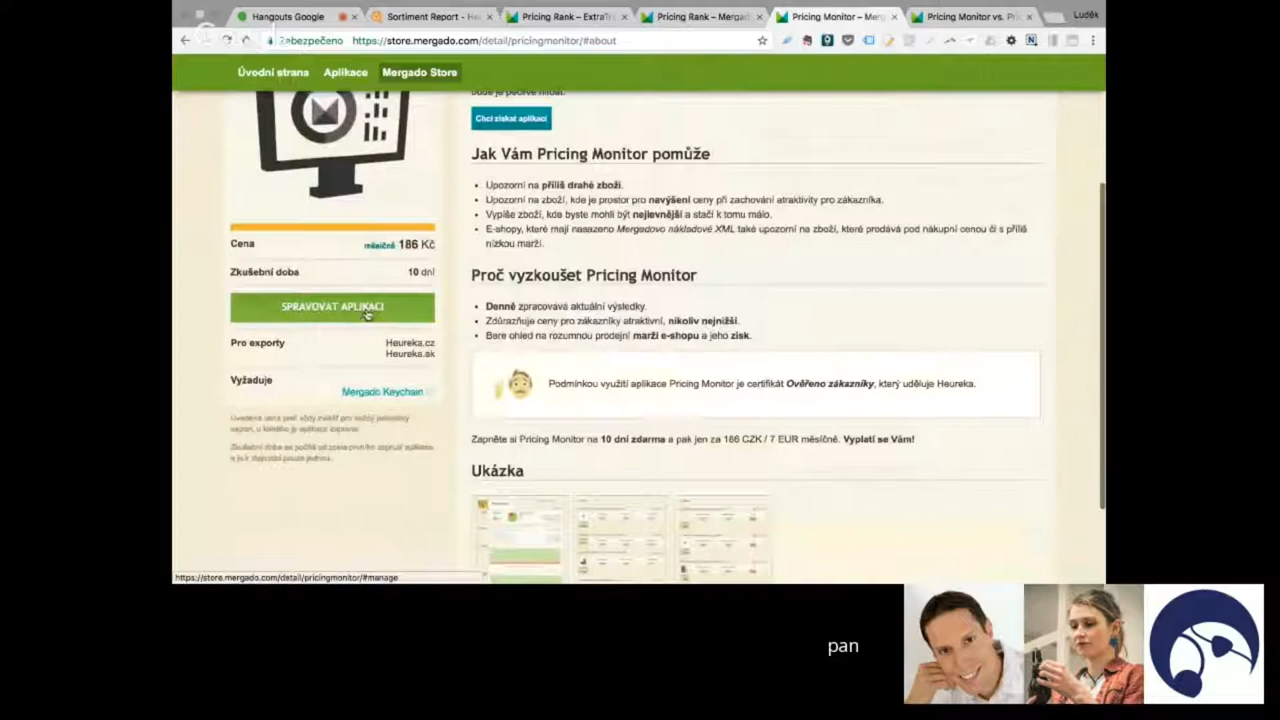 Hangouts Google
Sortiment Report - He
Pricing Rank – ExtraTr
Pricing Rank – Mergad
Pricing Monitor – Merg
Pricing Monitor vs. Pric
Luděk
https://store.mergado.com/detail/pricingmonitor/#about
Úvodní strana
Aplikace
Mergado Store
Chci získat aplikaci
Jak Vám Pricing Monitor pomůže
Upozorní na příliš drahé zboží.
Upozorní na zboží, kde je prostor pro navýšení ceny při zachování atraktivity pro zákazníka.
Vypíše zboží, kde byste mohli být nejlevnější a stačí k tomu málo.
E-shopy, které mají nasazeno Mergadovo nákladové XML také upozorní na zboží, které prodává pod nákupní cenou či s příliš
nízkou marží.
Cena
měsíčně 186 Kč
Zkušební doba
10 dní
SPRAVOVAT APLIKACI
Pro exporty
Heureka.cz
Heureka.sk
Vyžaduje
Mergado Keychain
Proč vyzkoušet Pricing Monitor
Denně zpracovává aktuální výsledky.
Zdůrazňuje ceny pro zákazníky atraktivní, nikoliv nejnižší.
Bere ohled na rozumnou prodejní marži e-shopu a jeho zisk.
Podmínkou využití aplikace Pricing Monitor je certifikát Ověřeno zákazníky, který uděluje Heureka.
Zapněte si Pricing Monitor na 10 dní zdarma a pak jen za 186 CZK / 7 EUR měsíčně. Vyplatí se Vám!
Ukázka
https://store.mergado.com/detail/pricingmonitor/#manage
pan